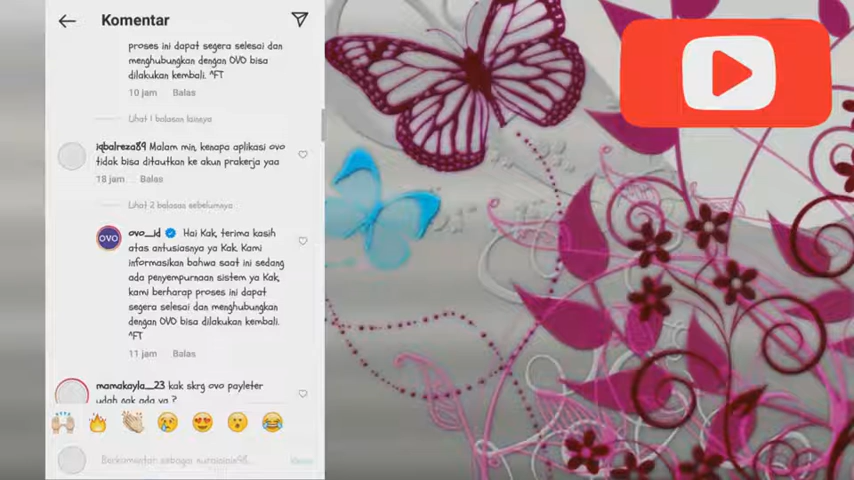 Komentar
proses ini dapat segera selesai dan
menghubungkan dengan OVO bisa
dilakukan kembali. ^FT
10 jam Balas
Lihat 1 balasan lainnya
iqbalreza89 Malam min, kenapa aplikasi ovo
tidak bisa ditautkan ke akun prakerja yaa
18 jam Balas
Lihat 2 balasan sebelumnya
OVO
ovo_id Hai Kak, terima kasih
atas antusiasnya ya Kak. Kami
informasikan bahwa saat ini sedang
ada penyempurnaan sistem ya Kak,
kami berharap proses ini dapat
segera selesai dan menghubungkan
dengan OVO bisa dilakukan kembali.
^FT
11 jam Balas
mamakayla_23 kak skrg ovo payleter
udah nak ada ya ?
Berkomentar sebagai